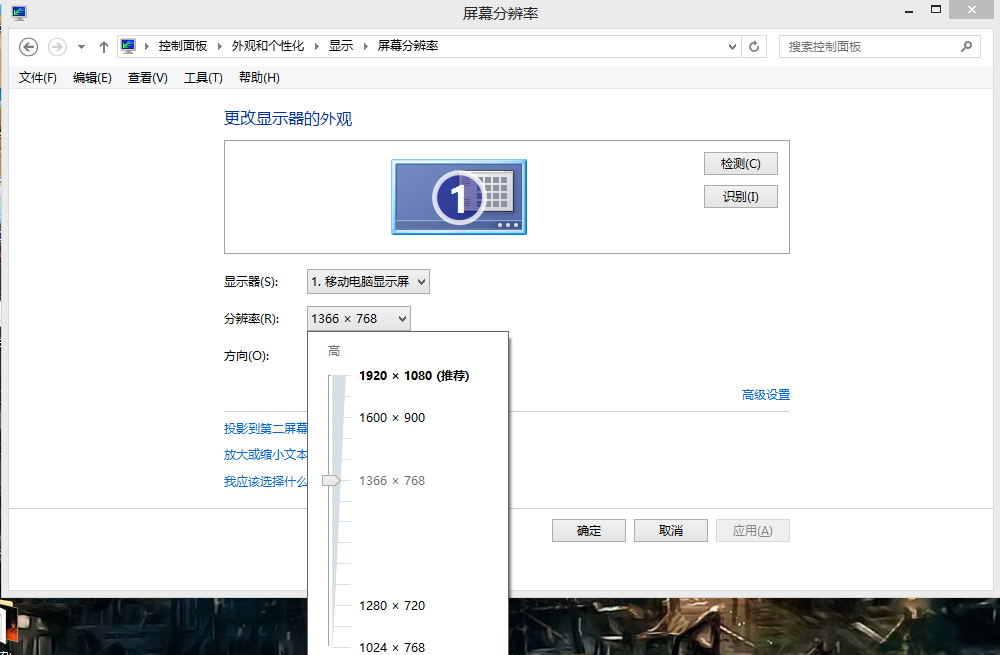 屏幕分辨率
控制面板 外观和个性化 显示 屏幕分辨率 搜索控制面板
文件(F) 编辑(E) 查看(V) 工具(T) 帮助(H)
更改显示器的外观
1
检测(C)
识别(I)
显示器(S): 1. 移动电脑显示屏
分辨率(R): 1366 × 768
方向(O):
高
1920 × 1080 (推荐)
1600 × 900
1366 × 768
1280 × 720
1024 × 768
高级设置
投影到第二屏幕
放大或缩小文本
我应该选择什么
确定 取消 应用(A)